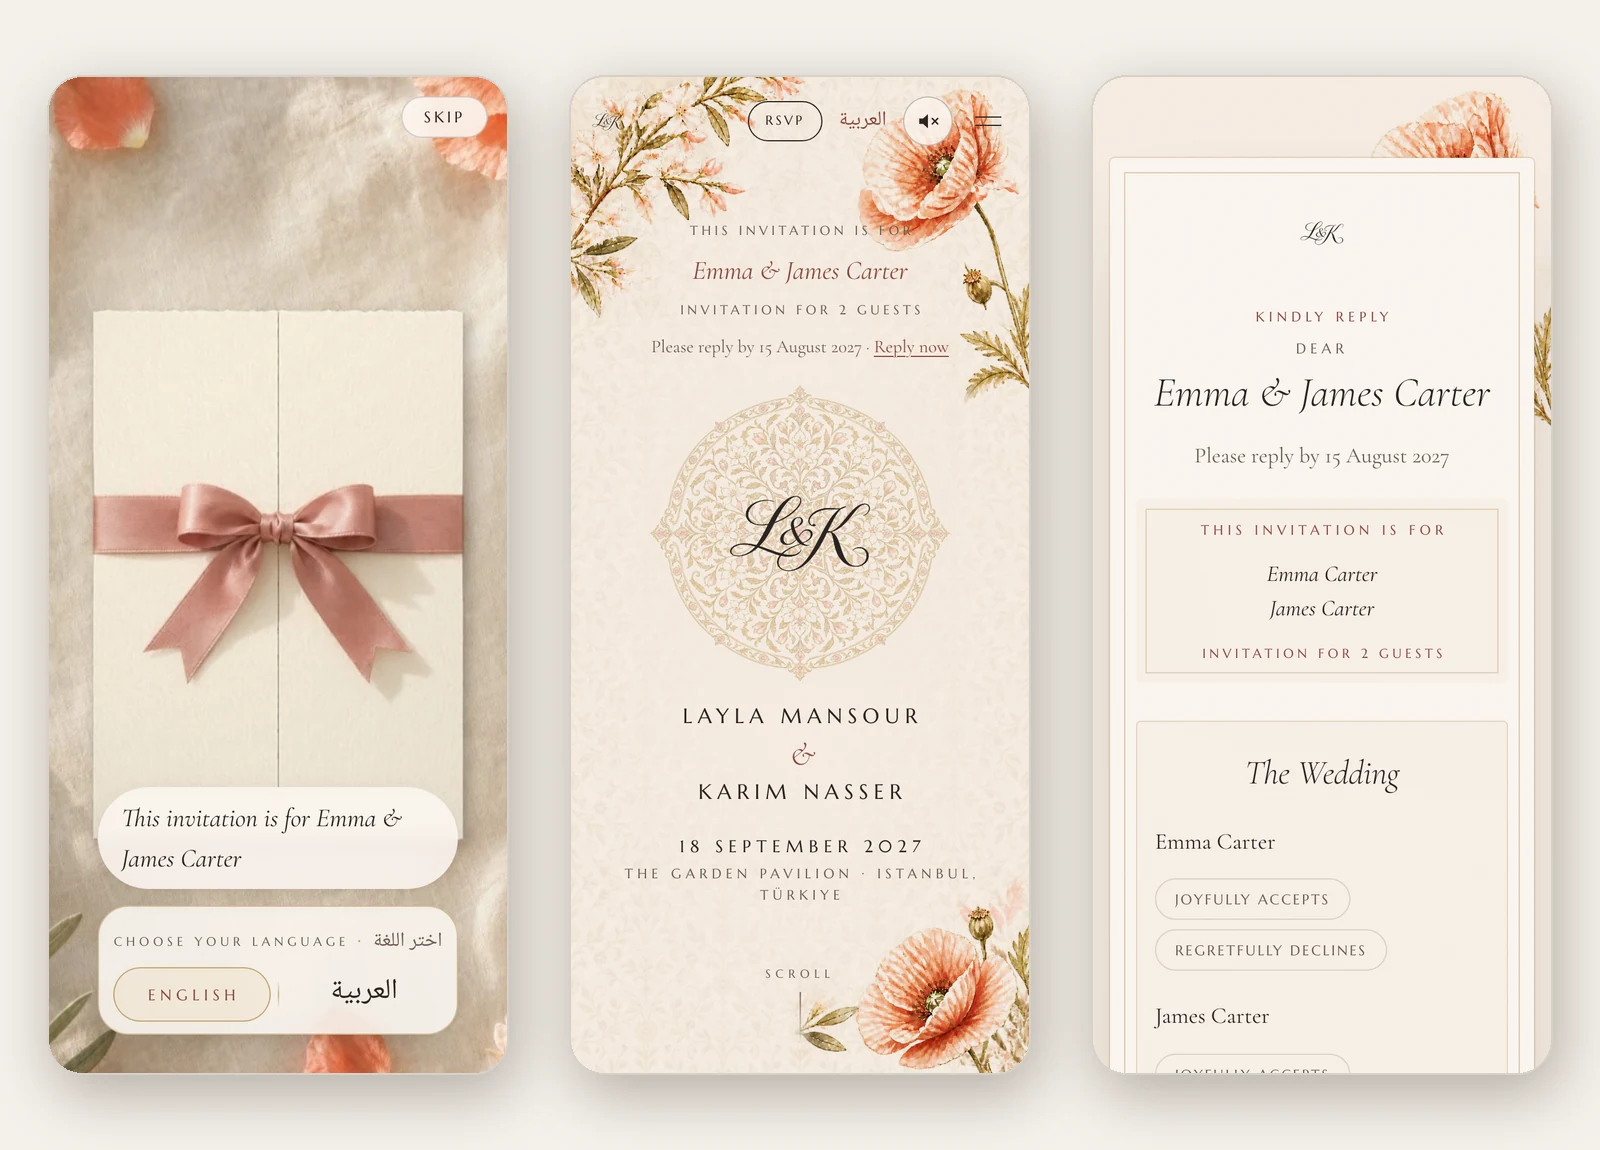 SKIP
This invitation is for Emma &
James Carter
CHOOSE YOUR LANGUAGE · اختر اللغة
ENGLISH
العربية
L&K
RSVP
العربية
THIS INVITATION IS FOR
Emma & James Carter
INVITATION FOR 2 GUESTS
Please reply by 15 August 2027 · Reply now
L&K
LAYLA MANSOUR
&
KARIM NASSER
18 SEPTEMBER 2027
THE GARDEN PAVILION · ISTANBUL,
TÜRKIYE
SCROLL
L&K
KINDLY REPLY
DEAR
Emma & James Carter
Please reply by 15 August 2027
THIS INVITATION IS FOR
Emma Carter
James Carter
INVITATION FOR 2 GUESTS
The Wedding
Emma Carter
JOYFULLY ACCEPTS
REGRETFULLY DECLINES
James Carter
JOYFULLY ACCEPTS